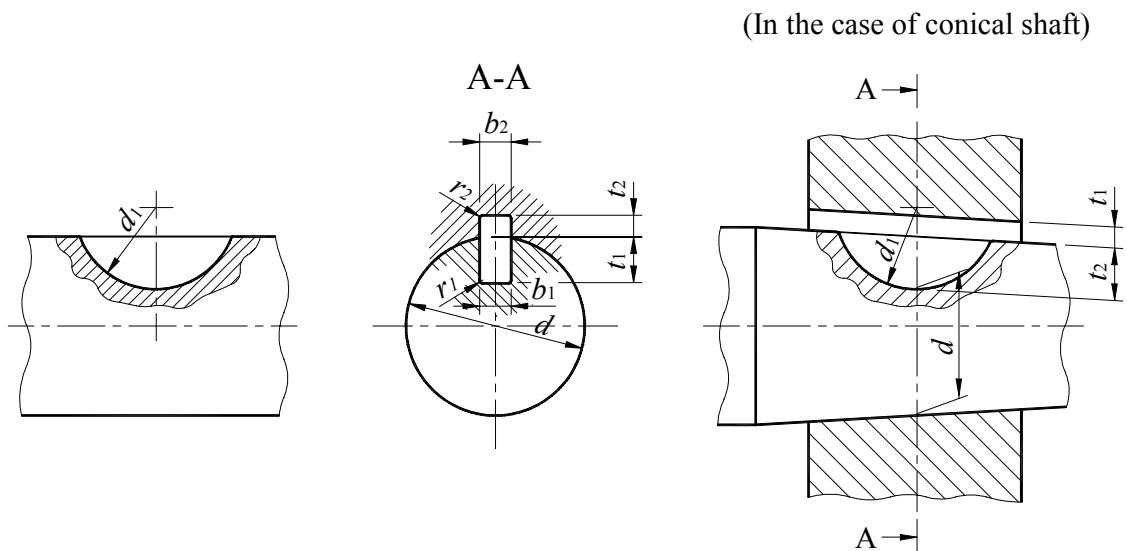 (In the case of conical shaft)
A-A
A
b2
r2
t2
t1
d1
d1
t1
t2
r1
b1
d
d
A